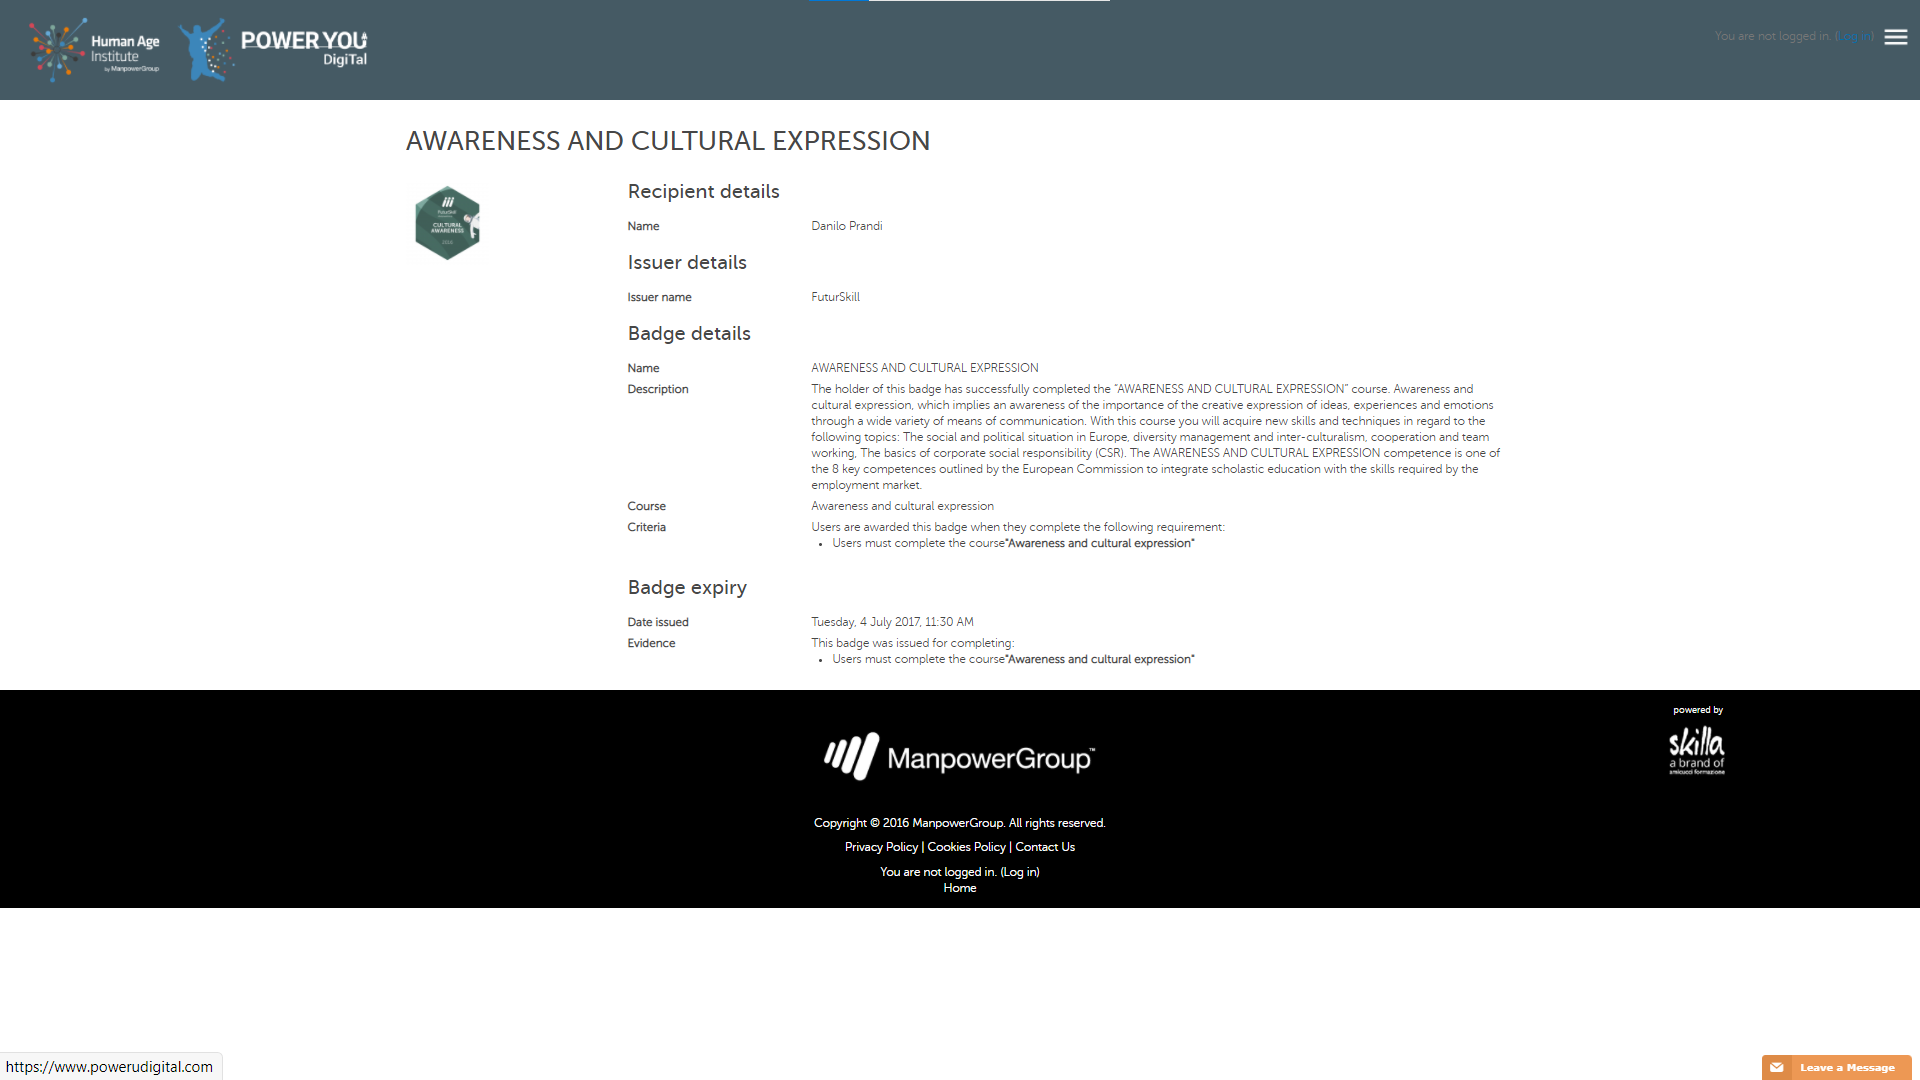 Human Age
Institute
by ManpowerGroup
POWER YOU
DigiTal
You are not logged in. (Log in)
AWARENESS AND CULTURAL EXPRESSION
FuturSkill
CULTURAL
AWARENESS
Recipient details
Name Danilo Prandi
Issuer details
Issuer name FuturSkill
Badge details
Name AWARENESS AND CULTURAL EXPRESSION
Description The holder of this badge has successfully completed the "AWARENESS AND CULTURAL EXPRESSION" course. Awareness and
cultural expression, which implies an awareness of the importance of the creative expression of ideas, experiences and emotions
through a wide variety of means of communication. With this course you will acquire new skills and techniques in regard to the
following topics: The social and political situation in Europe, diversity management and inter-culturalism, cooperation and team
working, The basics of corporate social responsibility (CSR). The AWARENESS AND CULTURAL EXPRESSION competence is one of
the 8 key competences outlined by the European Commission to integrate scholastic education with the skills required by the
employment market.
Course Awareness and cultural expression
Criteria Users are awarded this badge when they complete the following requirement:
• Users must complete the course"Awareness and cultural expression"
Badge expiry
Date issued Tuesday, 4 July 2017, 11:30 AM
Evidence This badge was issued for completing:
• Users must complete the course"Awareness and cultural expression"
powered by
skilla
a brand of
amicucci formazione
ManpowerGroup™
Copyright © 2016 ManpowerGroup. All rights reserved.
Privacy Policy | Cookies Policy | Contact Us
You are not logged in. (Log in)
Home
https://www.powerudigital.com
Leave a Message